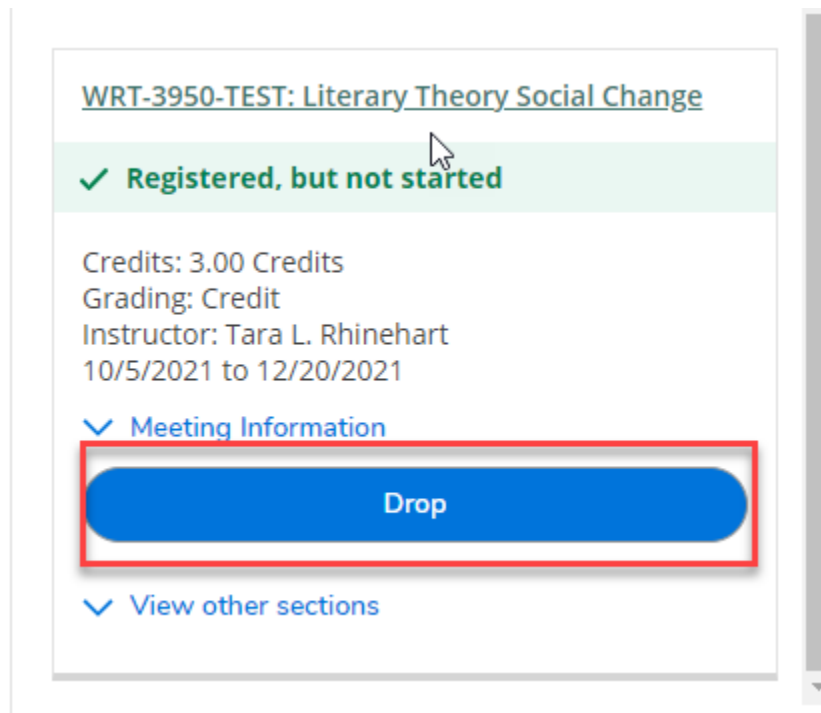 WRT-3950-TEST: Literary Theory Social Change
Registered, but not started
Credits: 3.00 Credits
Grading: Credit
Instructor: Tara L. Rhinehart
10/5/2021 to 12/20/2021
Meeting Information
Drop
View other sections